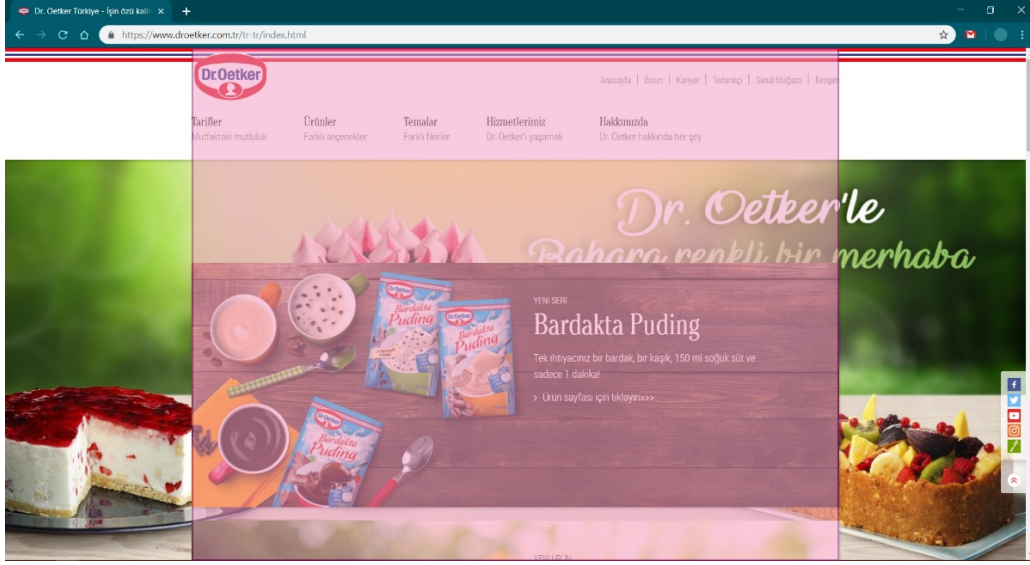 Dr. Oetker Türkiye - İşin özü kalit
https://www.droetker.com.tr/tr-tr/index.html
Dr.Oetker
Anasayfa | Basın | Kariyer | Tedarikçi | Sanal Mağaza | İletişim
Tarifler Ürünler Temalar Hizmetlerimiz Hakkımızda
Mutfaktaki mutluluk Farklı seçenekler Farklı fikirler Dr. Oetker'i yaşamak Dr. Oetker hakkında her şey
Dr. Oetker'le
Bahara renkli bir merhaba
YENİ SERİ
Bardakta Puding
Tek ihtiyacınız bir bardak, bir kaşık, 150 ml soğuk süt ve
sadece 1 dakika!
> Ürün sayfası için tıklayın>>>
Dr.Oetker
Bardakta
Puding
Dr.Oetker
Bardakta
Puding
Dr.Oetker
Bardakta
Puding
YENİ ÜRÜN